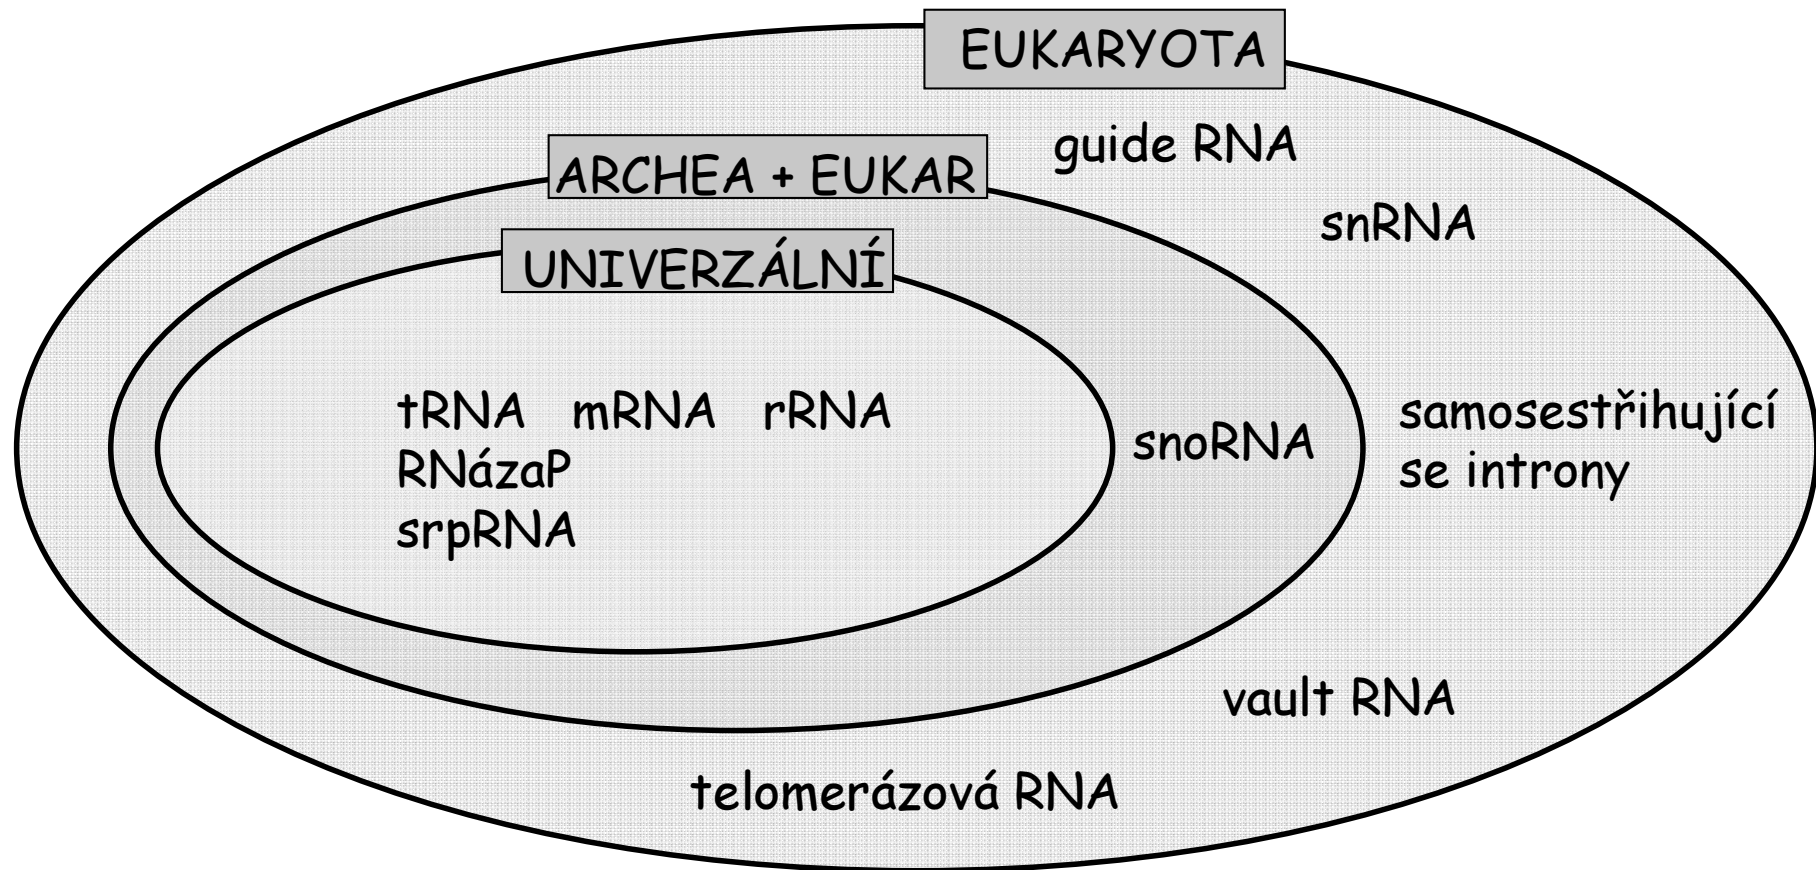 EUKARYOTA
guide RNA
ARCHEA + EUKAR
snRNA
UNIVERZÁLNÍ
tRNA mRNA rRNA
RNázaP
srpRNA
snoRNA
samosestřihující
se introny
vault RNA
telomerázová RNA